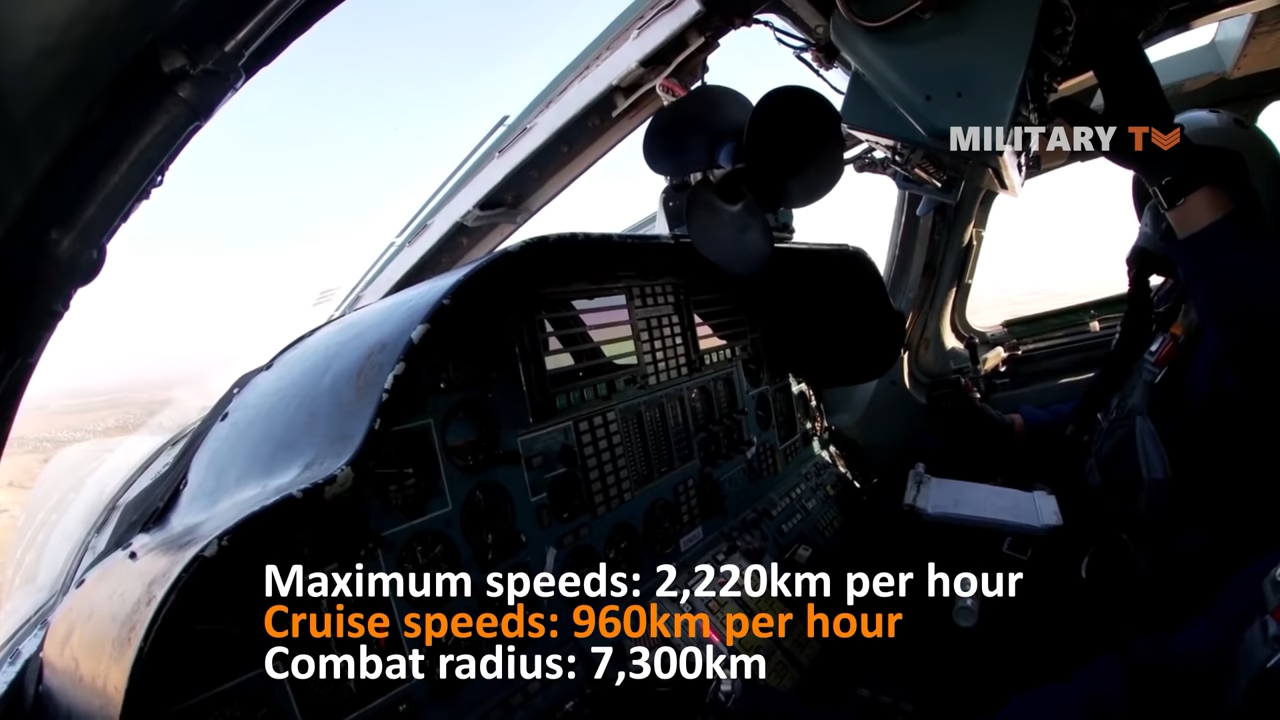 MILITARY TV
Maximum speeds: 2,220km per hour
Cruise speeds: 960km per hour
Combat radius: 7,300km